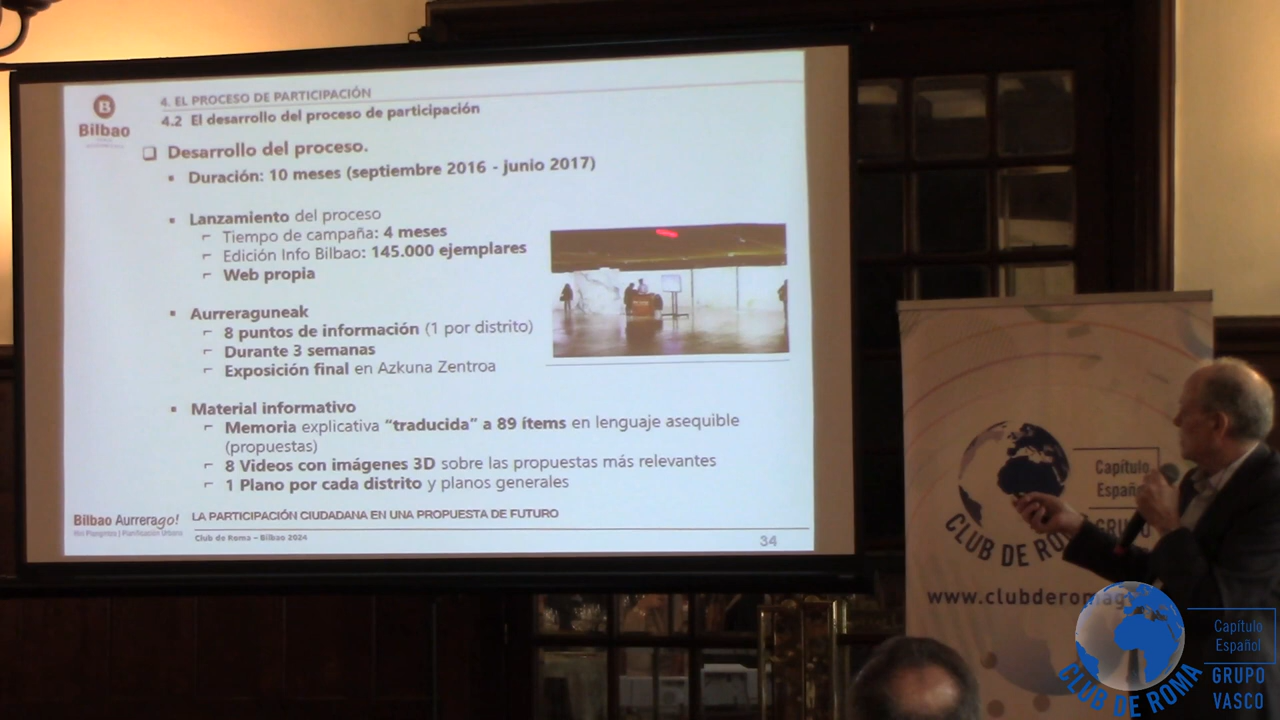 B
Bilbao
4. EL PROCESO DE PARTICIPACIÓN
4.2 El desarrollo del proceso de participación
Desarrollo del proceso.
Duración: 10 meses (septiembre 2016 - junio 2017)
Lanzamiento del proceso
Tiempo de campaña: 4 meses
Edición Info Bilbao: 145.000 ejemplares
Web propia
Aurreraguneak
8 puntos de información (1 por distrito)
Durante 3 semanas
Exposición final en Azkuna Zentroa
Material informativo
Memoria explicativa “traducida” a 89 ítems en lenguaje asequible
(propuestas)
8 Videos con imágenes 3D sobre las propuestas más relevantes
1 Plano por cada distrito y planos generales
Bilbao Aurrerago!
LA PARTICIPACIÓN CIUDADANA EN UNA PROPUESTA DE FUTURO
Club de Roma – Bilbao 2024
34
Capítulo
Españ
CLUB DE RO
GRU
www.clubderomag
CLUB DE ROMA
Capítulo
Español
GRUPO
VASCO